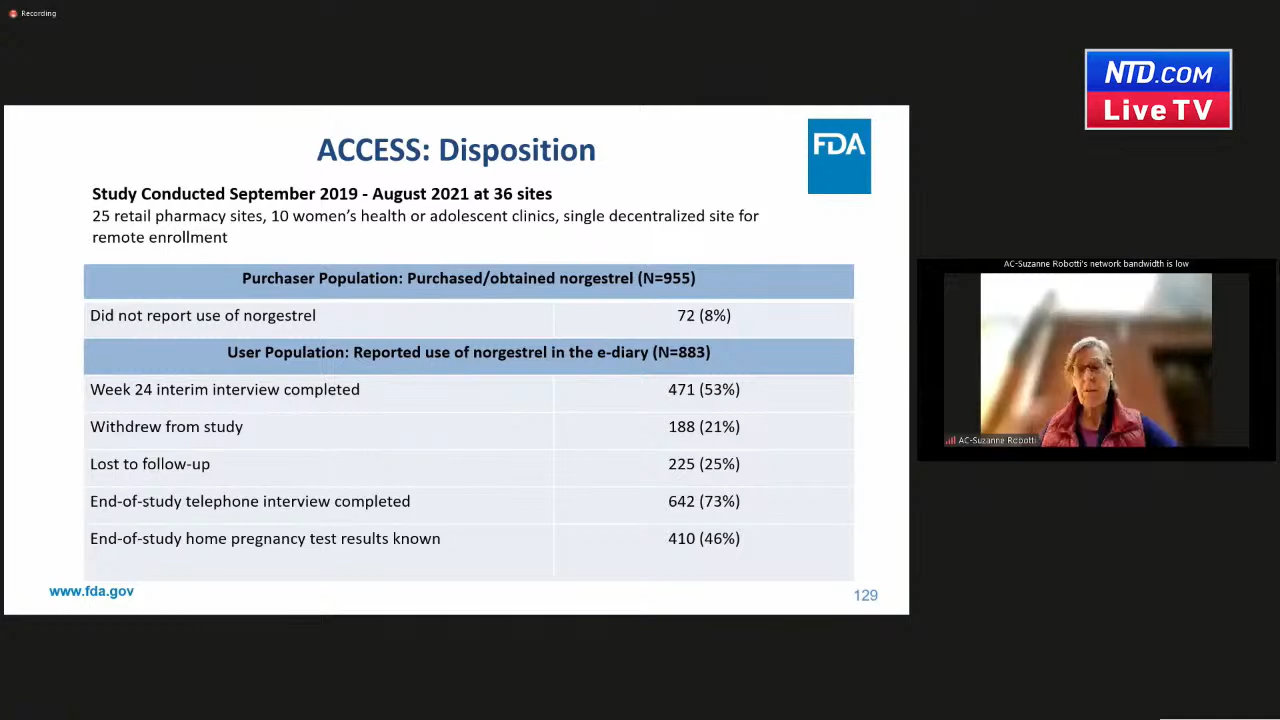 Recording
NTD.COM
Live TV
ACCESS: Disposition
FDA
Study Conducted September 2019 - August 2021 at 36 sites
25 retail pharmacy sites, 10 women's health or adolescent clinics, single decentralized site for
remote enrollment
Purchaser Population: Purchased/obtained norgestrel (N=955)
Did not report use of norgestrel 72 (8%)
User Population: Reported use of norgestrel in the e-diary (N=883)
Week 24 interim interview completed 471 (53%)
Withdrew from study 188 (21%)
Lost to follow-up 225 (25%)
End-of-study telephone interview completed 642 (73%)
End-of-study home pregnancy test results known 410 (46%)
www.fda.gov
129
AC-Suzanne Robotti's network bandwidth is low
AC-Suzanne Robotti